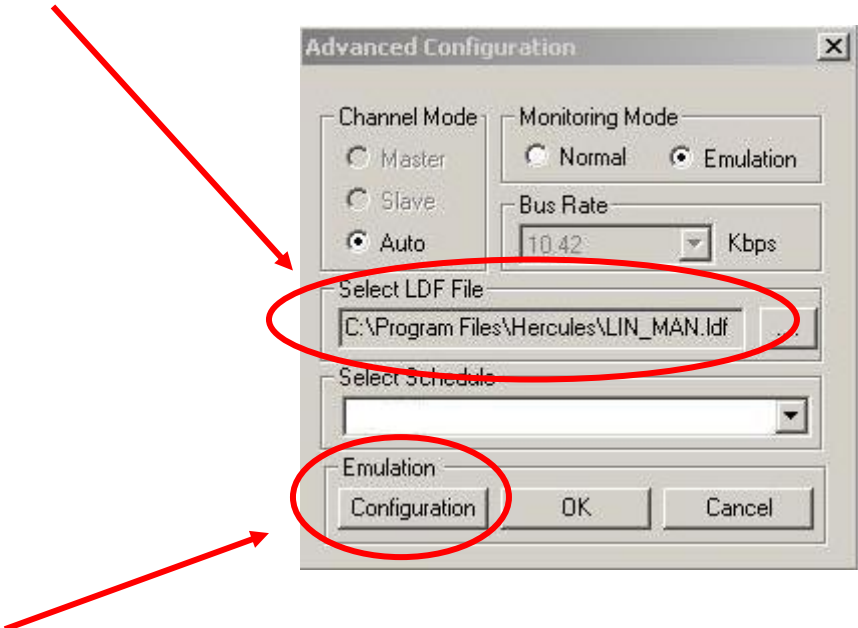 Advanced Configuration
Channel Mode
Master
Slave
Auto
Monitoring Mode
Normal
Emulation
Bus Rate
10.42
Kbps
Select LDF File
C:\Program Files\Hercules\LIN_MAN.ldf
...
Select Schedule
Emulation
Configuration
OK
Cancel